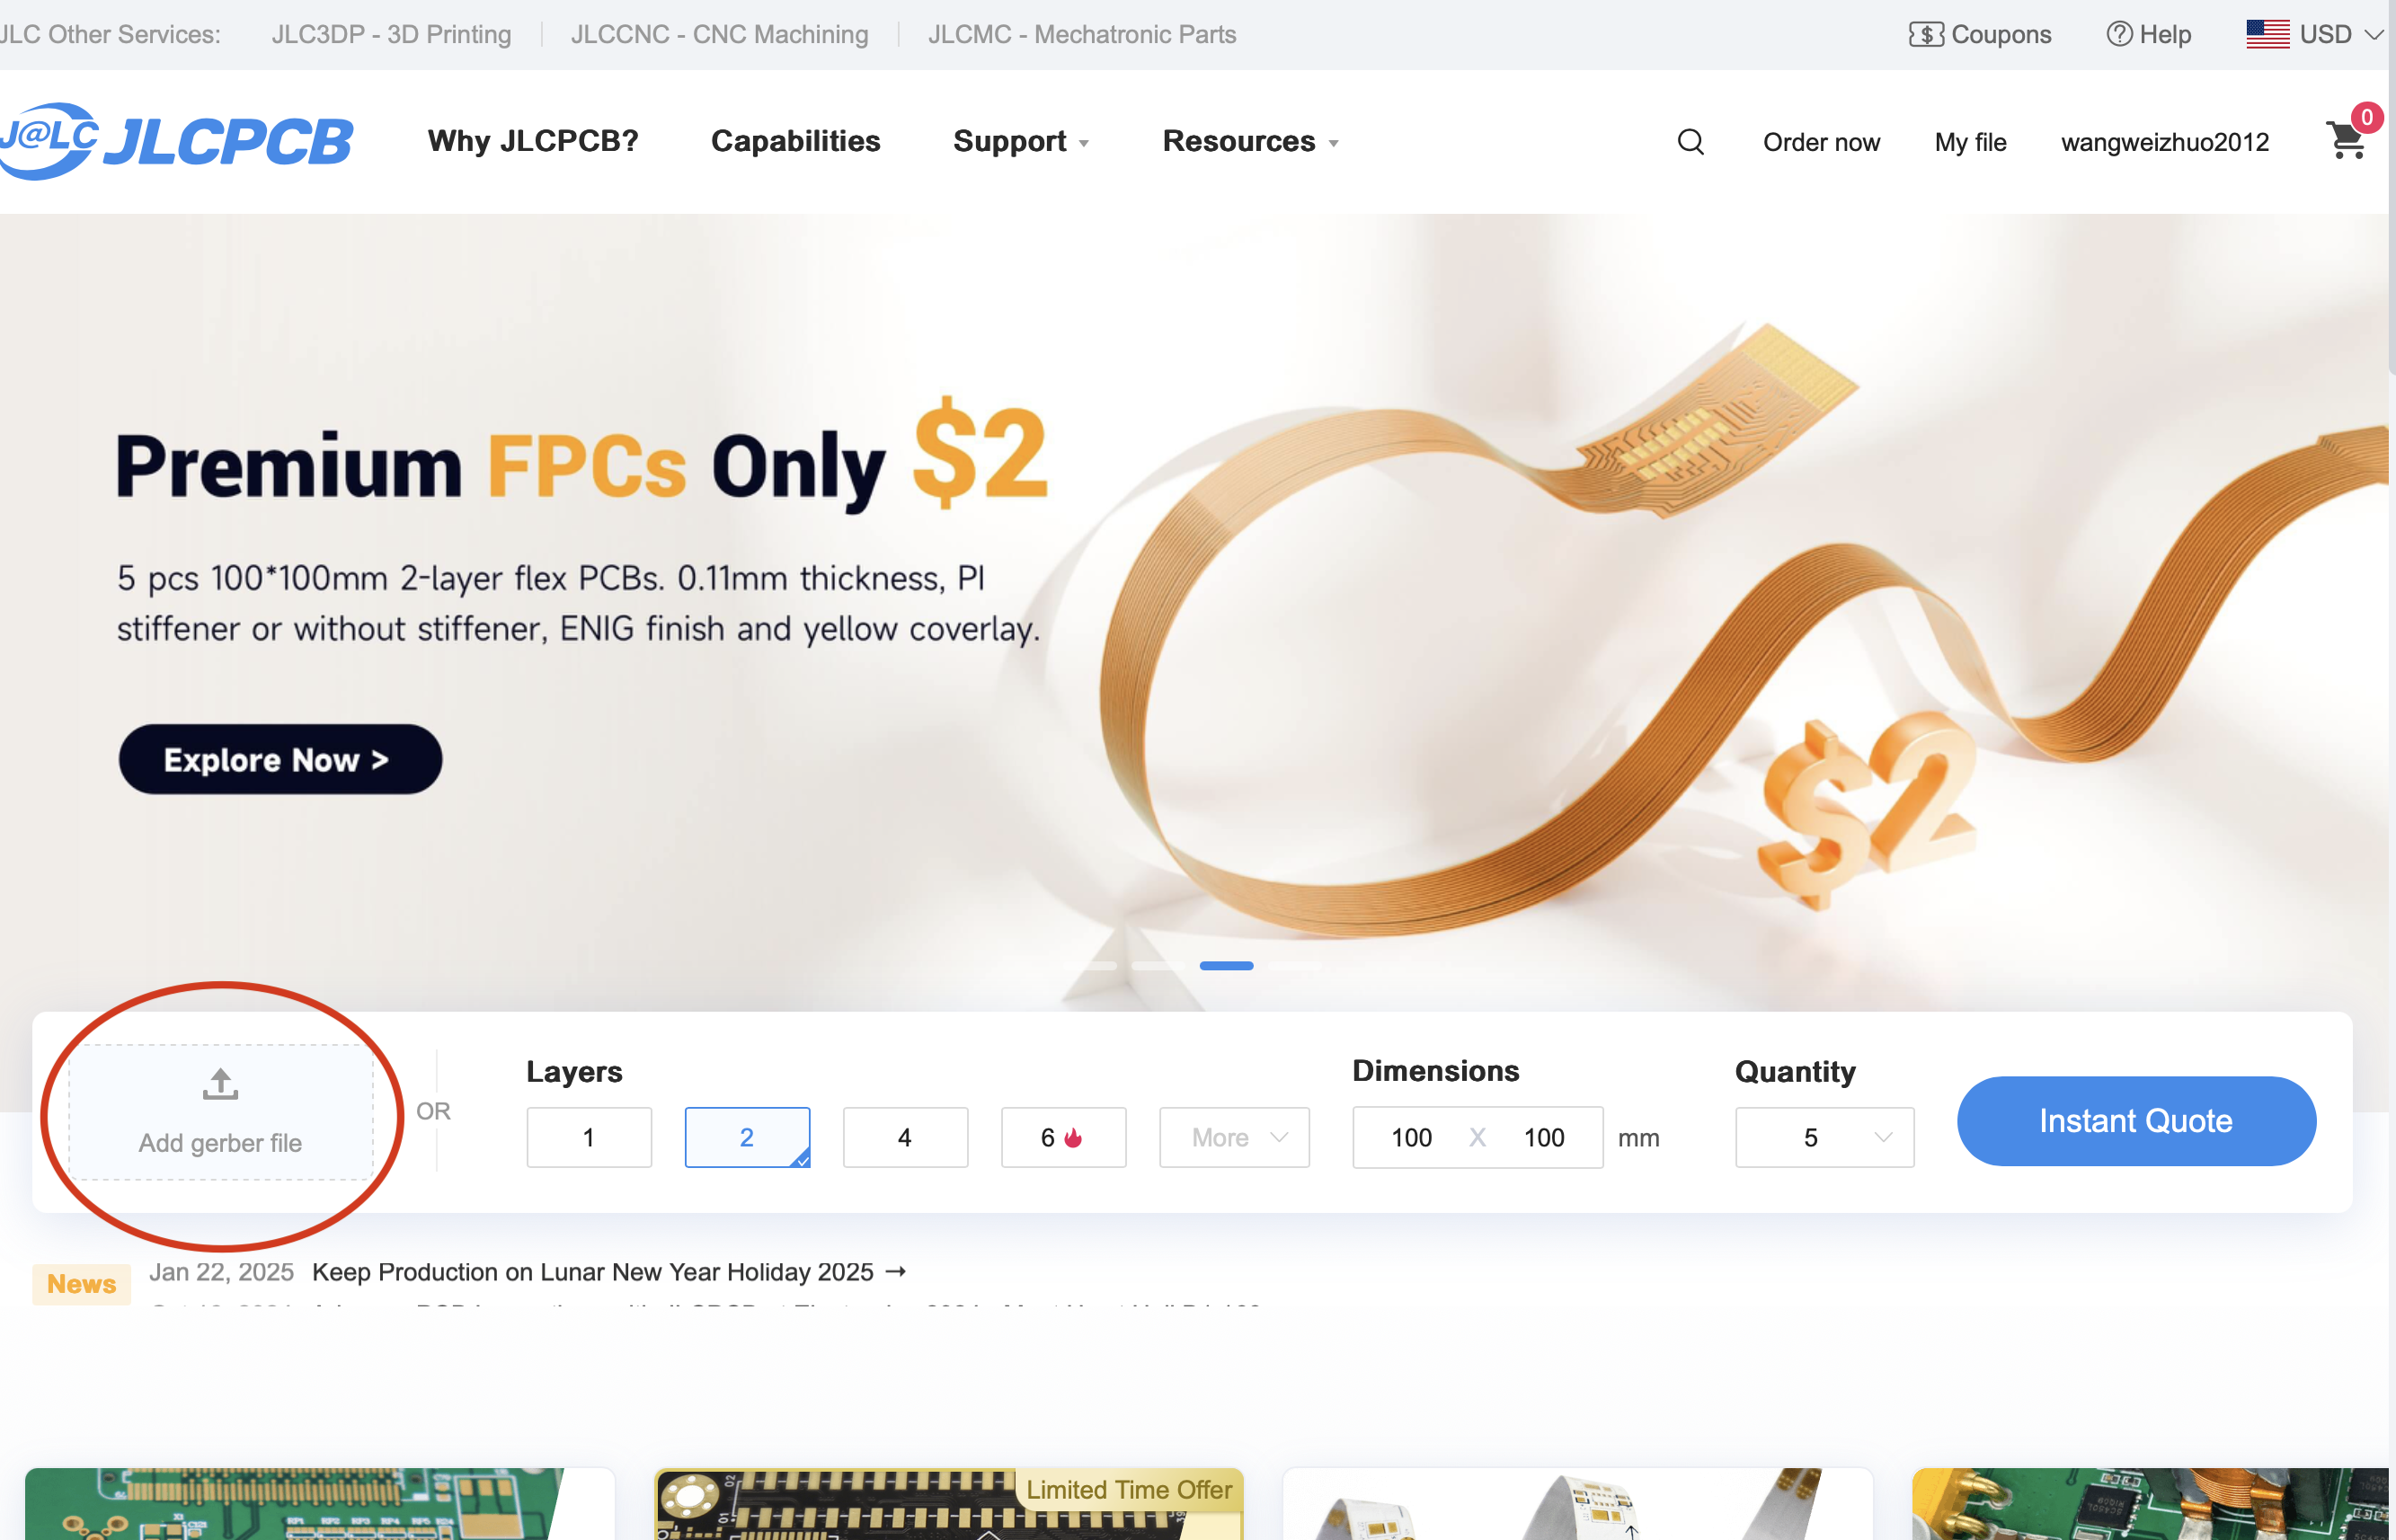 JLC Other Services: JLC3DP - 3D Printing JLCCNC - CNC Machining JLCMC - Mechatronic Parts Coupons Help USD
J@LC JLCPCB Why JLCPCB? Capabilities Support Resources Order now My file wangweizhuo2012 0
Premium FPCs Only $2
5 pcs 100*100mm 2-layer flex PCBs. 0.11mm thickness, PI
stiffener or without stiffener, ENIG finish and yellow coverlay.
Explore Now >
$2
Layers Dimensions Quantity
Add gerber file OR 1 2 4 6 More 100 X 100 mm 5 Instant Quote
News Jan 22, 2025 Keep Production on Lunar New Year Holiday 2025 →
Limited Time Offer